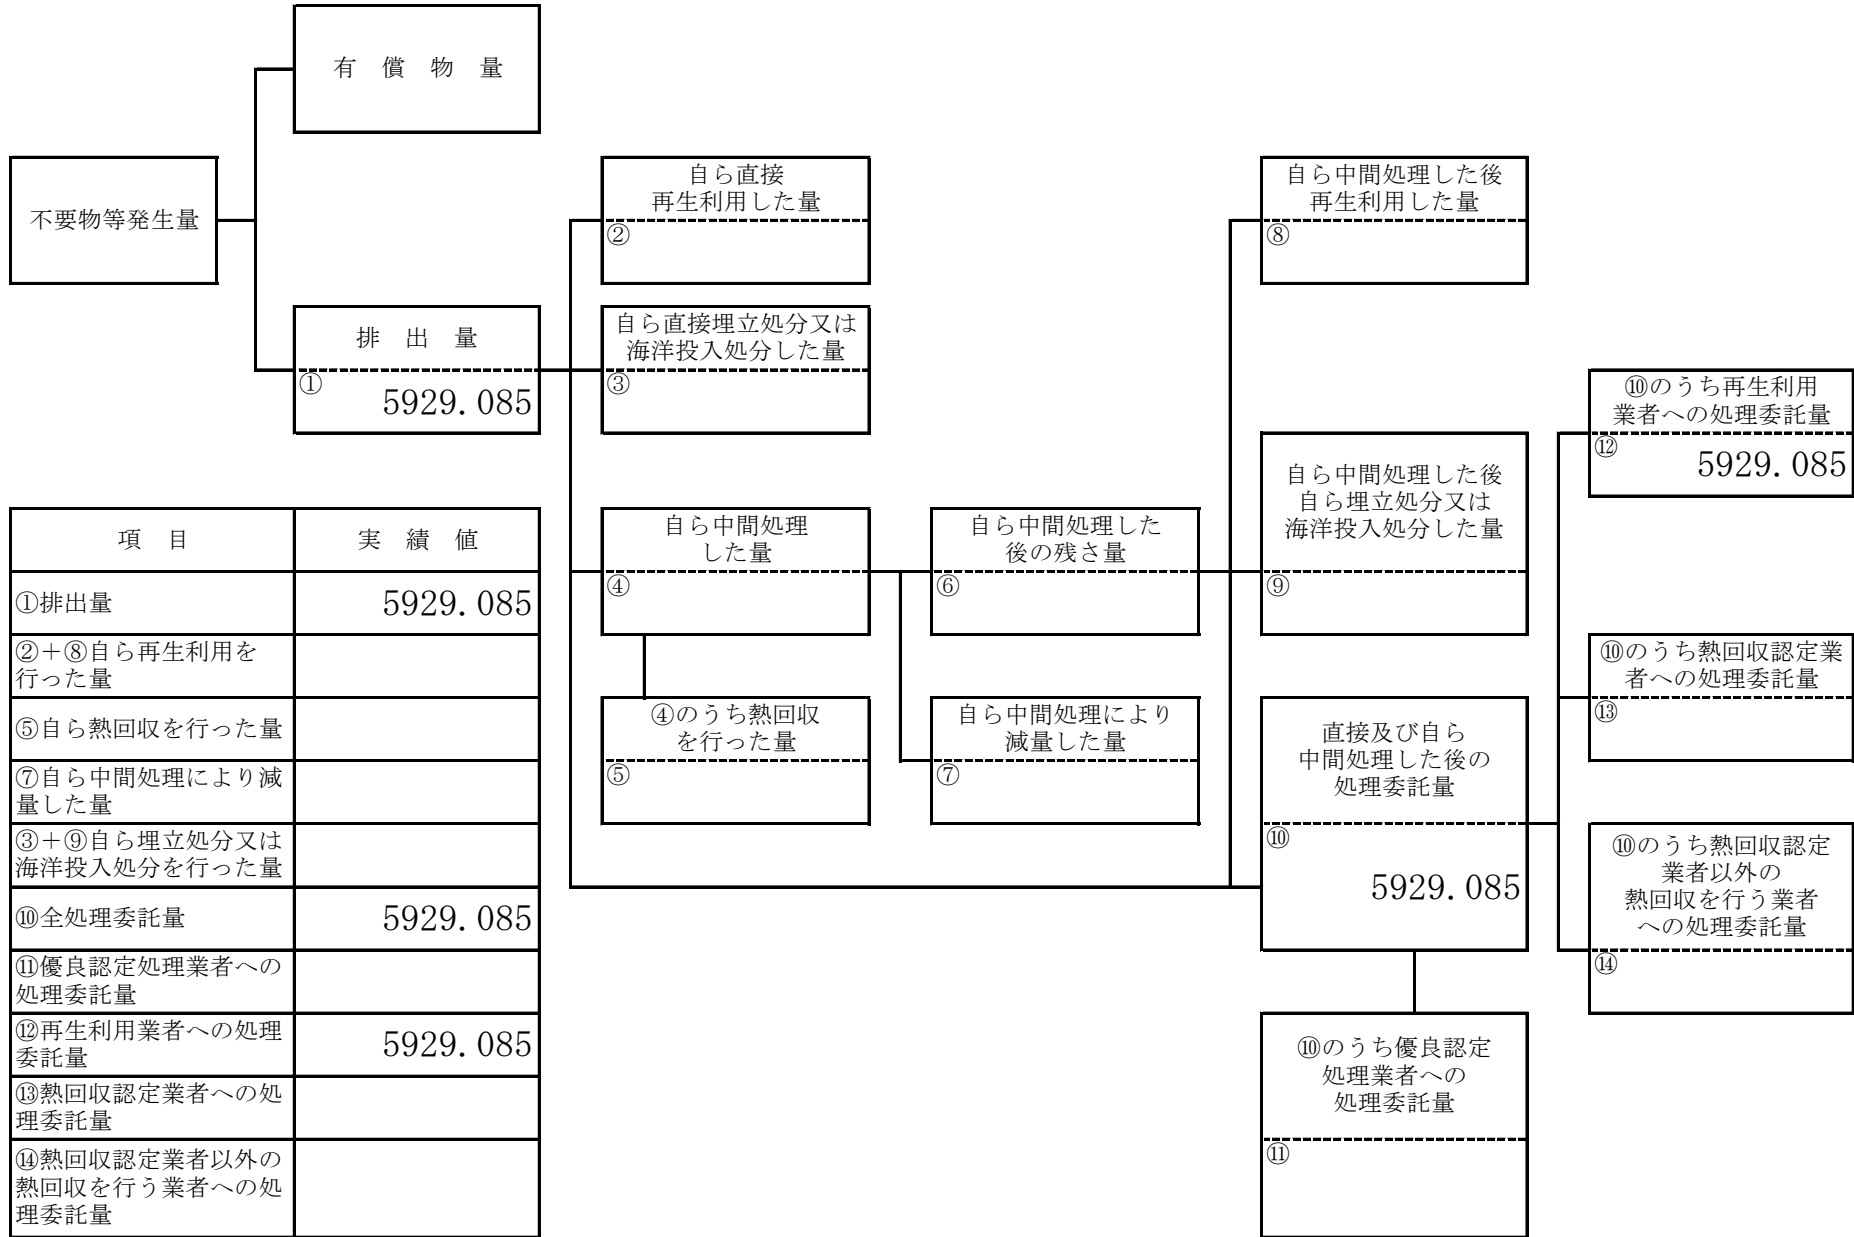 有 償 物 量
不要物等発生量
排 出 量
①
5929.085
自ら直接
再生利用した量
②
自ら直接埋立処分又は
海洋投入処分した量
③
自ら中間処理
した量
④
④のうち熱回収
を行った量
⑤
自ら中間処理した
後の残さ量
⑥
自ら中間処理により
減量した量
⑦
自ら中間処理した後
再生利用した量
⑧
自ら中間処理した後
自ら埋立処分又は
海洋投入処分した量
⑨
直接及び自ら
中間処理した後の
処理委託量
⑩
5929.085
⑩のうち優良認定
処理業者への
処理委託量
⑪
⑩のうち再生利用
業者への処理委託量
⑫
5929.085
⑩のうち熱回収認定業
者への処理委託量
⑬
⑩のうち熱回収認定
業者以外の
熱回収を行う業者
への処理委託量
⑭
項 目 実 績 値
①排出量 5929.085
②+⑧自ら再生利用を
行った量
⑤自ら熱回収を行った量
⑦自ら中間処理により減
量した量
③+⑨自ら埋立処分又は
海洋投入処分を行った量
⑩全処理委託量 5929.085
⑪優良認定処理業者への
処理委託量
⑫再生利用業者への処理
委託量 5929.085
⑬熱回収認定業者への処
理委託量
⑭熱回収認定業者以外の
熱回収を行う業者への処
理委託量